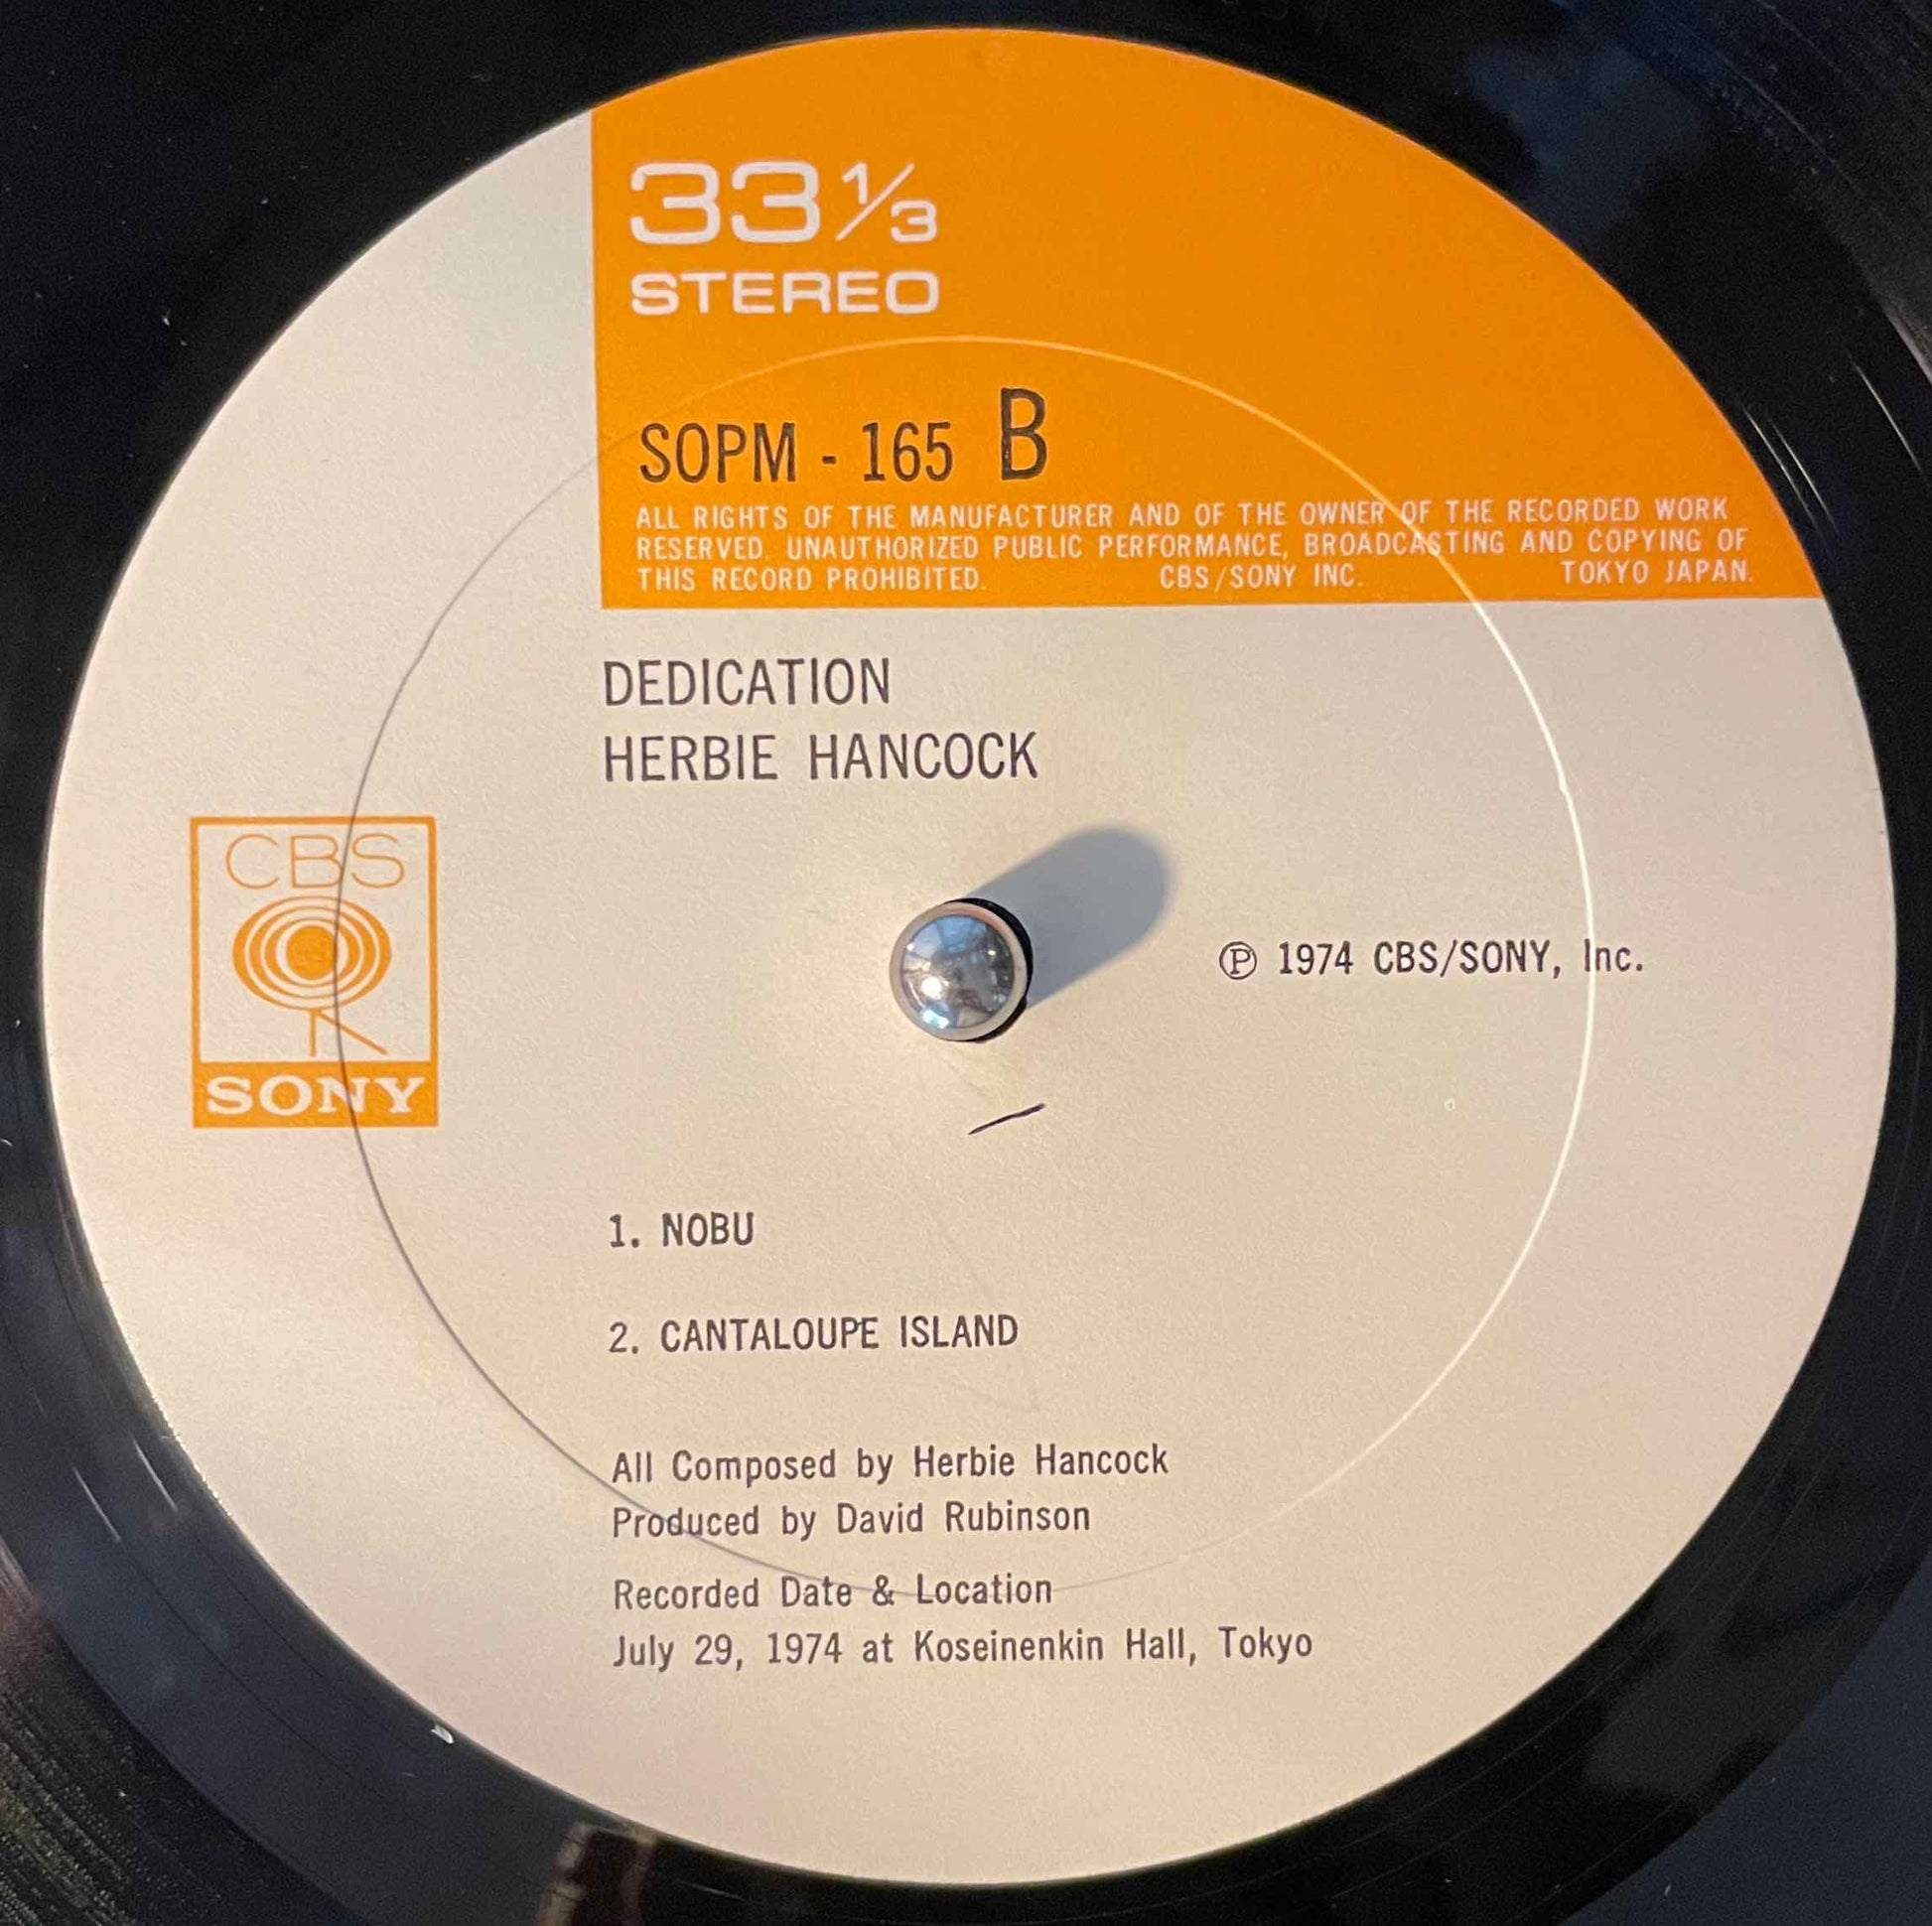 33 1/3
STEREO
SOPM - 165 B
ALL RIGHTS OF THE MANUFACTURER AND OF THE OWNER OF THE RECORDED WORK
RESERVED. UNAUTHORIZED PUBLIC PERFORMANCE, BROADCASTING AND COPYING OF
THIS RECORD PROHIBITED. CBS/SONY INC. TOKYO JAPAN.
DEDICATION
HERBIE HANCOCK
CBS
SONY
Ⓟ 1974 CBS/SONY, Inc.
1. NOBU
2. CANTALOUPE ISLAND
All Composed by Herbie Hancock
Produced by David Rubinson
Recorded Date & Location
July 29, 1974 at Koseinenkin Hall, Tokyo